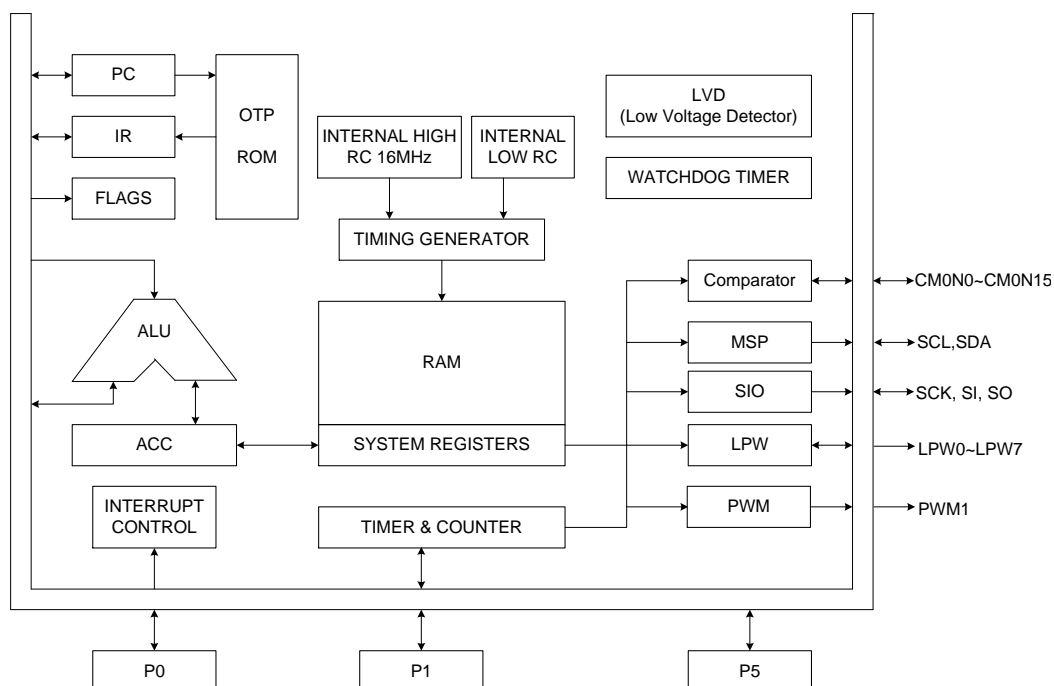 PC
OTP
ROM
IR
FLAGS
INTERNAL HIGH
RC 16MHz
INTERNAL
LOW RC
LVD
(Low Voltage Detector)
WATCHDOG TIMER
TIMING GENERATOR
ALU
RAM
SYSTEM REGISTERS
ACC
INTERRUPT
CONTROL
TIMER & COUNTER
Comparator
CM0N0~CM0N15
MSP
SCL,SDA
SIO
SCK, SI, SO
LPW
LPW0~LPW7
PWM
PWM1
P0
P1
P5